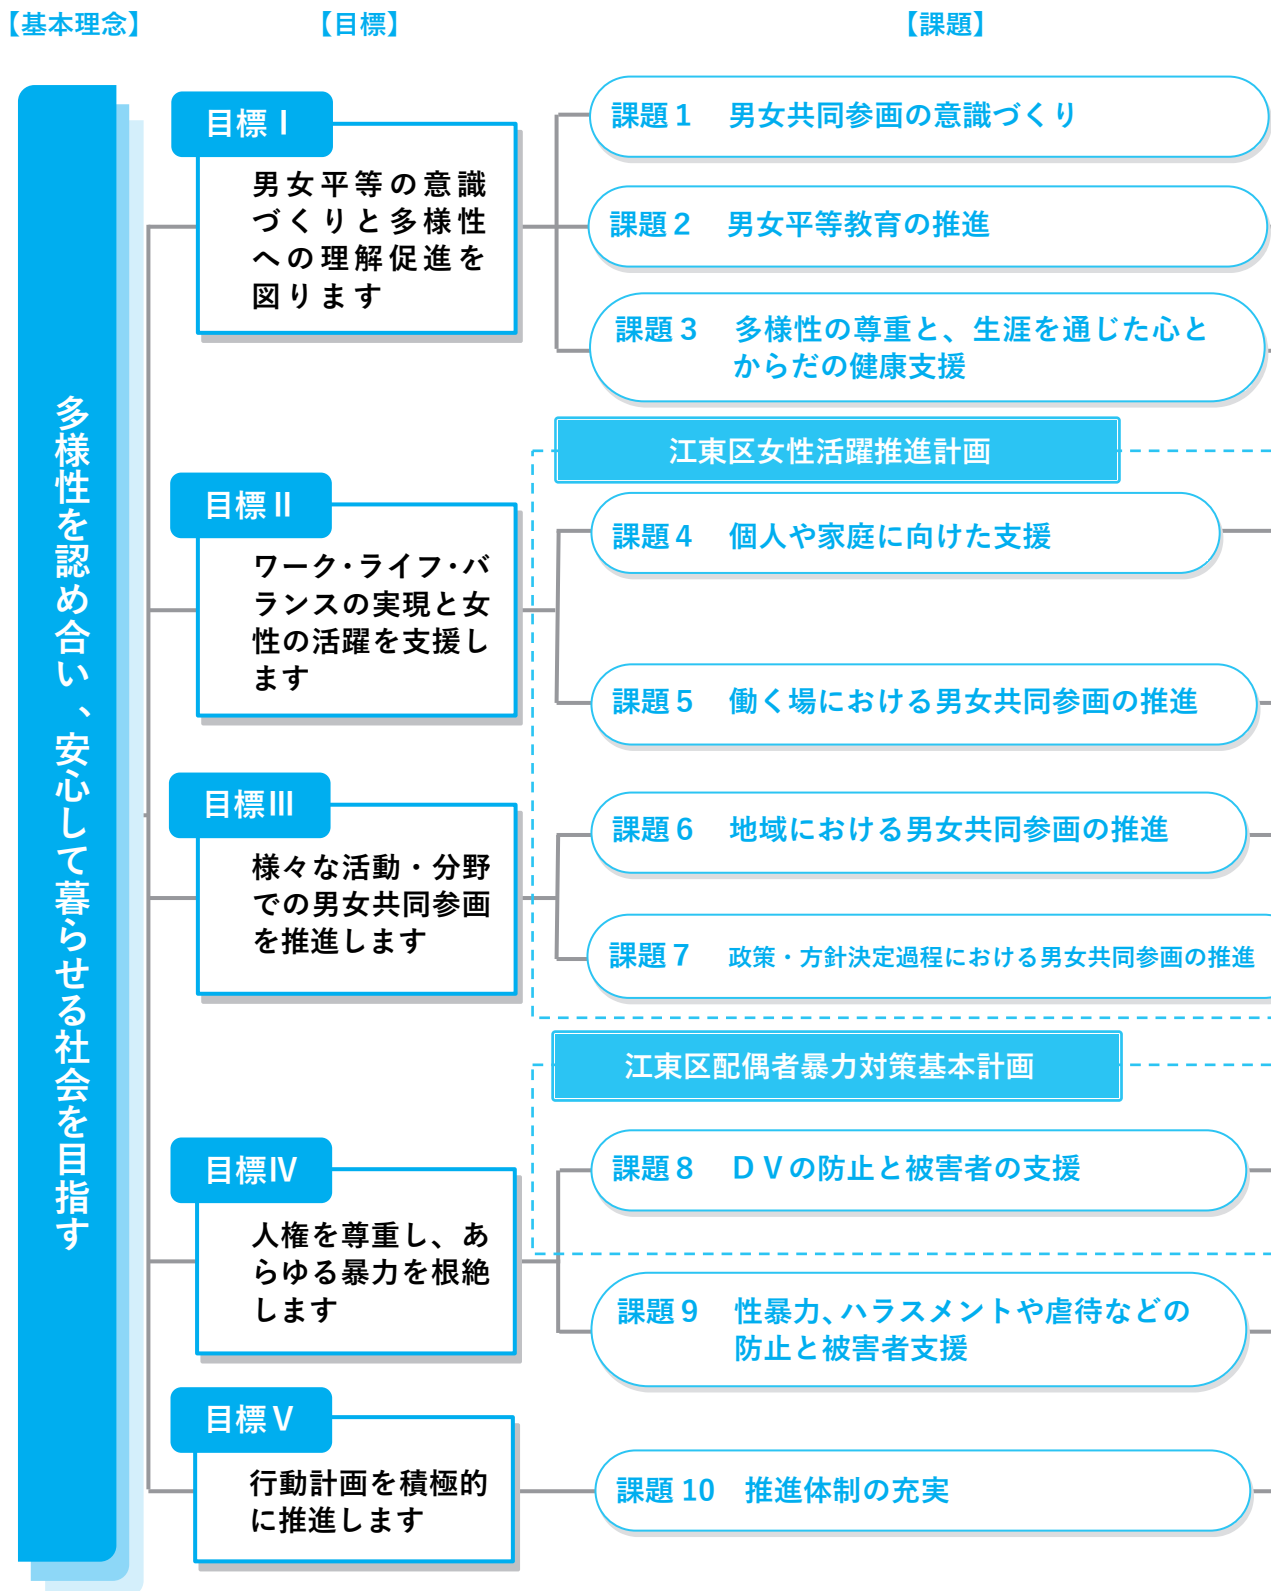 【基本理念】
【目標】
【課題】
多様性を認め合い、安心して暮らせる社会を目指す
目標Ⅰ
男女平等の意識
づくりと多様性
への理解促進を
図ります
課題１　男女共同参画の意識づくり
課題２　男女平等教育の推進
課題３　多様性の尊重と、生涯を通じた心と
からだの健康支援
江東区女性活躍推進計画
目標Ⅱ
ワーク・ライフ・バ
ランスの実現と女
性の活躍を支援し
ます
課題４　個人や家庭に向けた支援
課題５　働く場における男女共同参画の推進
目標Ⅲ
様々な活動・分野
での男女共同参画
を推進します
課題６　地域における男女共同参画の推進
課題７　政策・方針決定過程における男女共同参画の推進
江東区配偶者暴力対策基本計画
目標Ⅳ
人権を尊重し、あ
らゆる暴力を根絶
します
課題８　ＤＶの防止と被害者の支援
課題９　性暴力、ハラスメントや虐待などの
防止と被害者支援
目標Ⅴ
行動計画を積極的
に推進します
課題 10　推進体制の充実